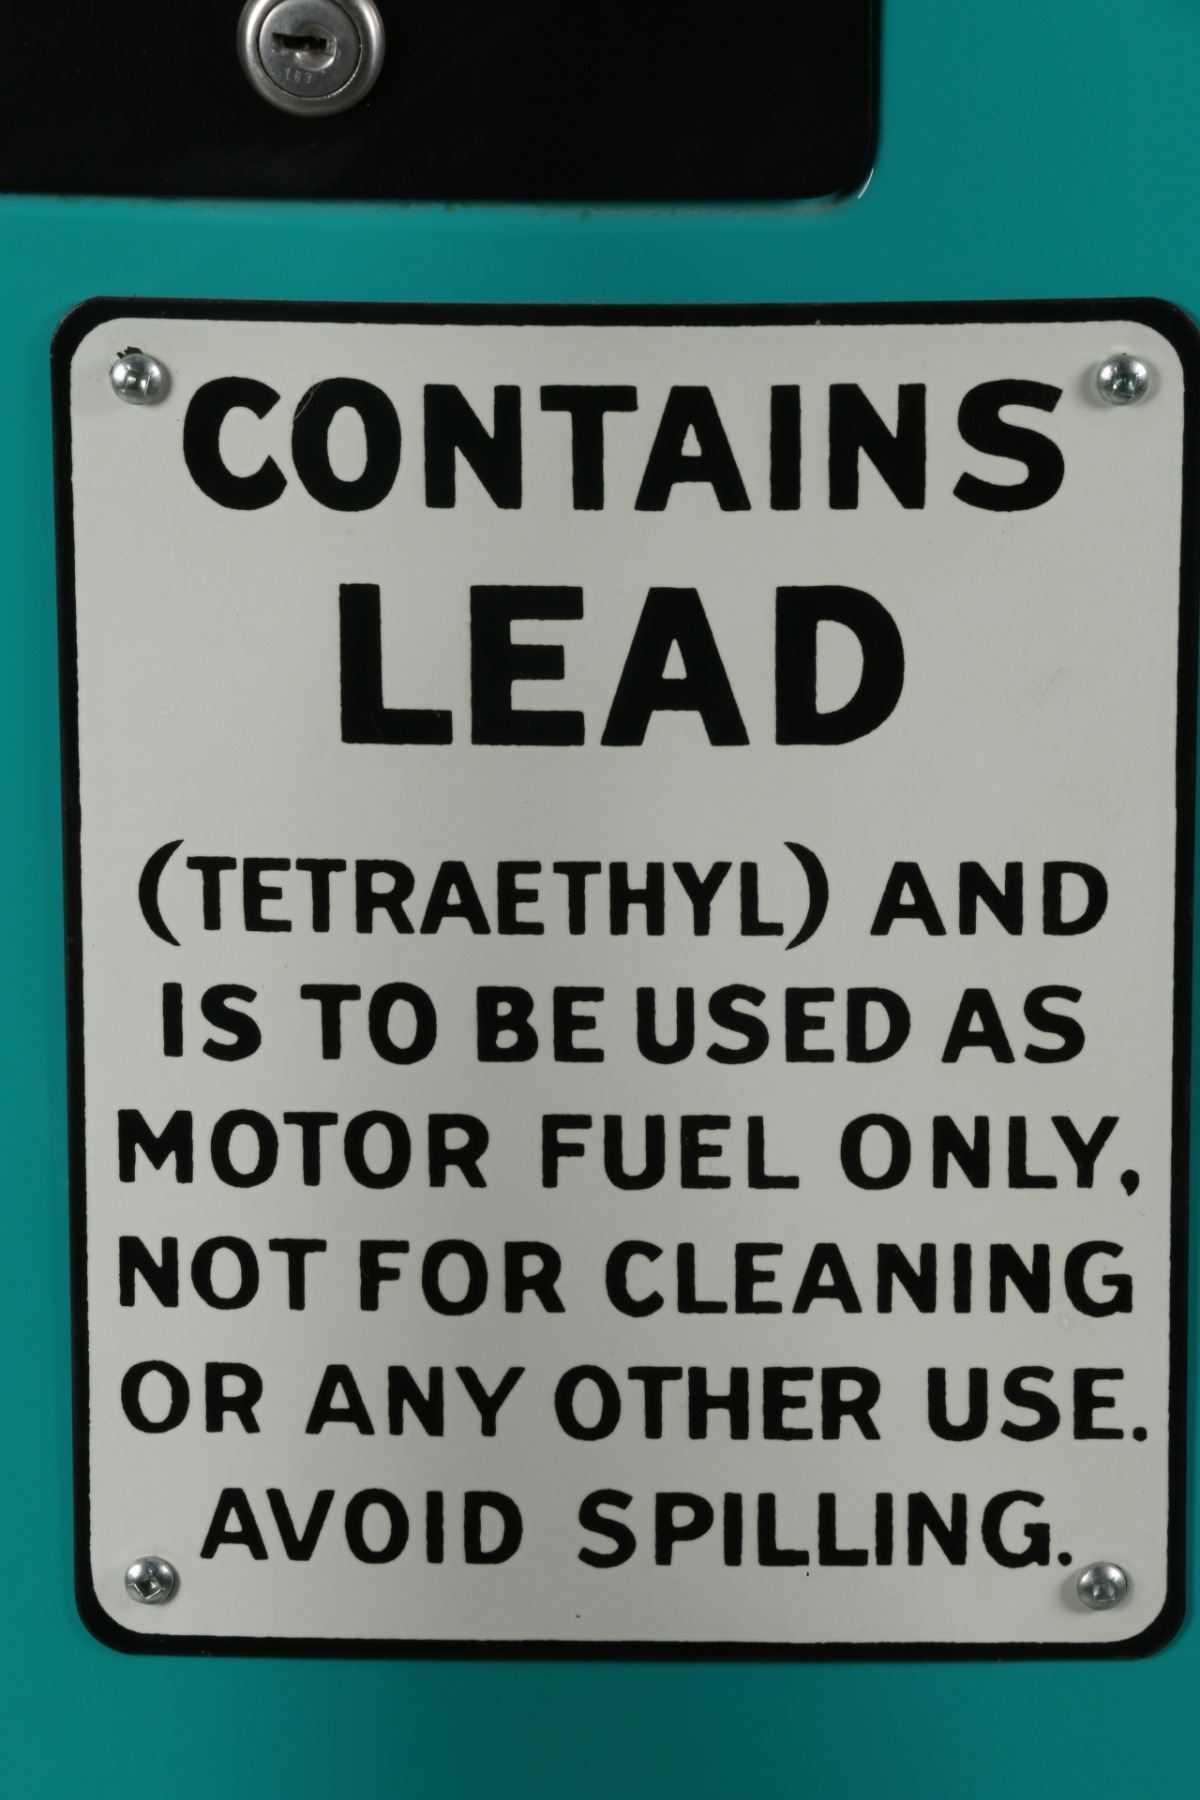 163
CONTAINS
LEAD
(TETRAETHYL) AND
IS TO BE USED AS
MOTOR FUEL ONLY,
NOT FOR CLEANING
OR ANY OTHER USE.
AVOID SPILLING.